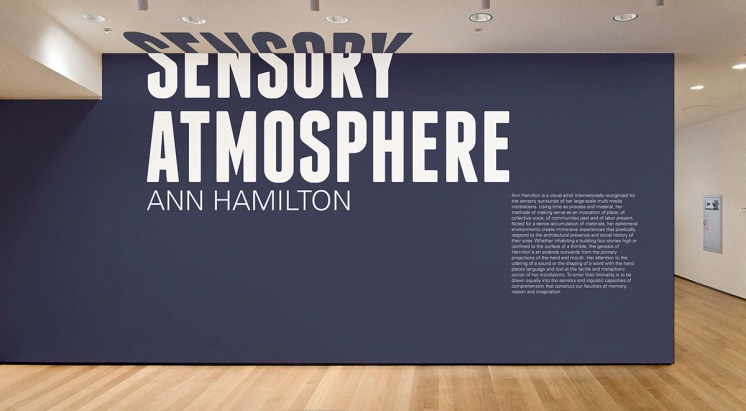 SENSORY
ATMOSPHERE
ANN HAMILTON
Ann Hamilton is a visual artist internationally recognized for
the sensory surrounds of her large-scale multi-media
installations. Using time as process and material, her
methods of making serve as an invocation of place, of
collective voice, of communities past and of labor present.
Noted for a dense accumulation of materials, her ephemeral
environments create immersive experiences that poetically
respond to the architectural presence and social history of
their sites. Whether inhabiting a building four stories high or
confined to the surface of a thimble, the genesis of
Hamilton's art extends outwards from the primary
projections of the hand and mouth. Her attention to the
uttering of a sound or the shaping of a word with the hand
places language and text at the tactile and metaphoric
center of her installations. To enter their liminality is to be
drawn equally into the sensory and linguistic capacities of
comprehension that construct our faculties of memory,
reason and imagination.